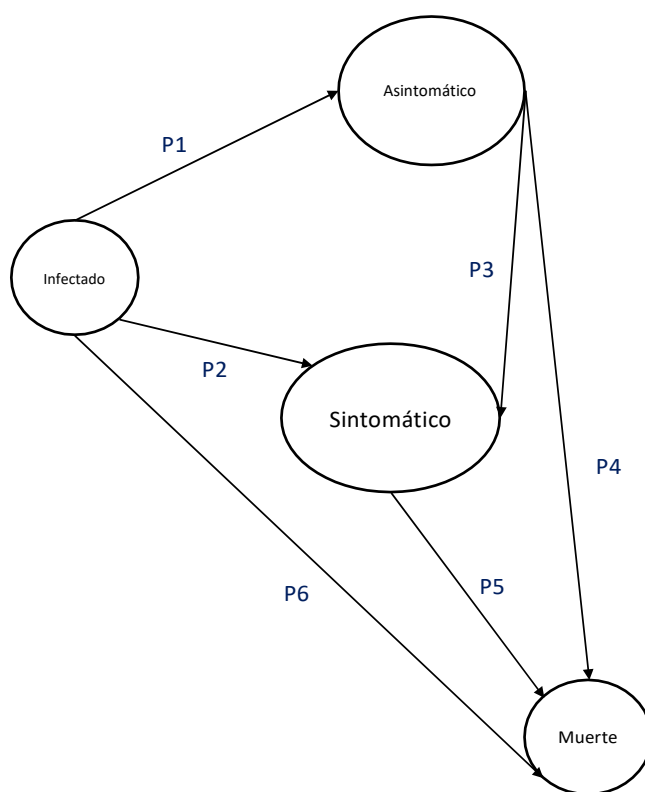 Asintomático
P1
Infectado
P3
P2
Sintomático
P4
P5
P6
Muerte